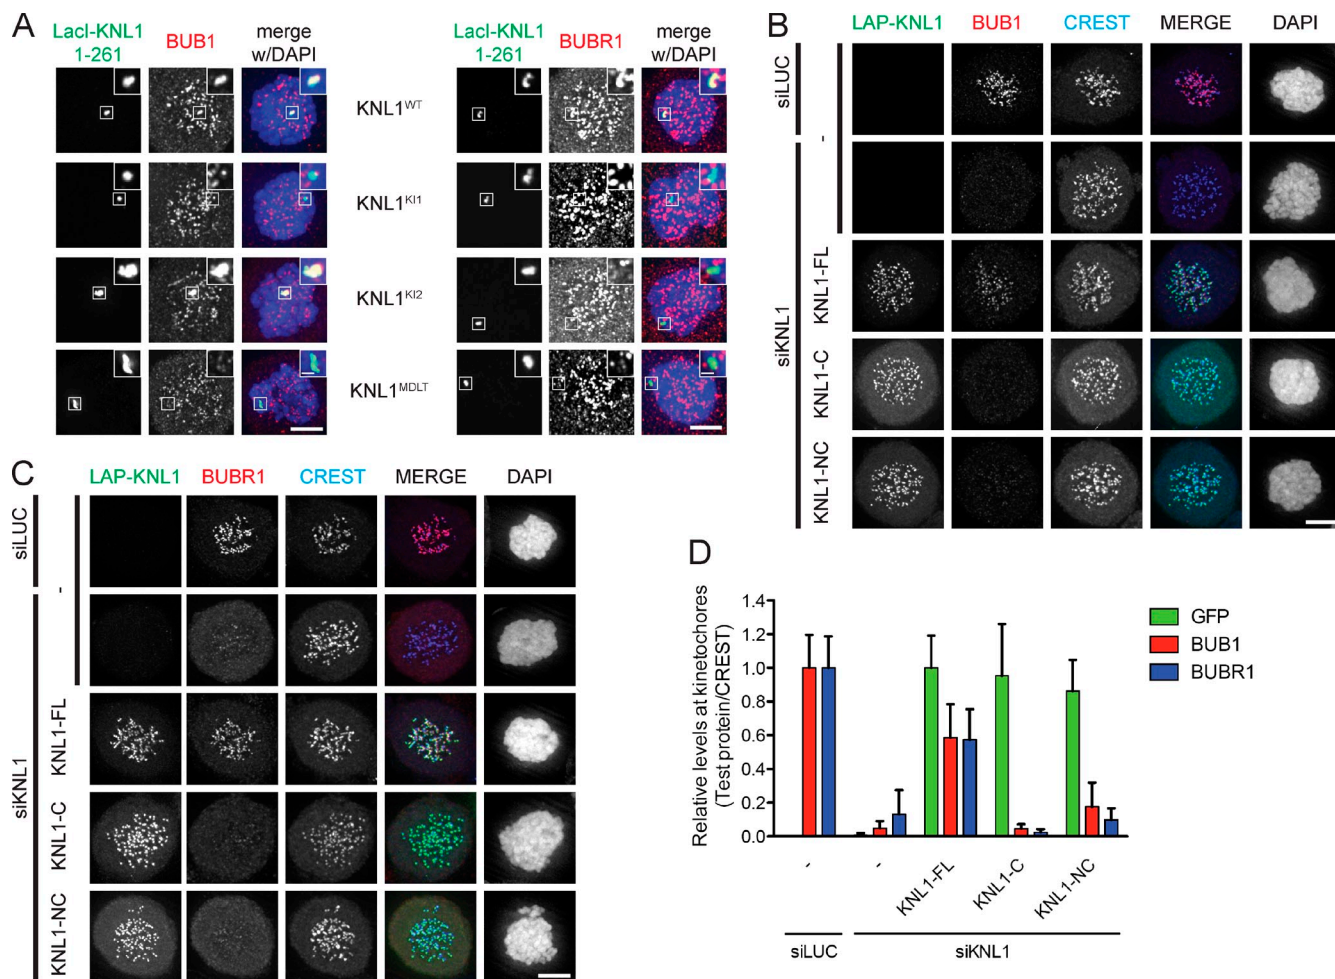 A
LacI-KNL1 1-261
BUB1
merge w/DAPI
LacI-KNL1 1-261
BUBR1
merge w/DAPI
KNL1WT
KNL1KI1
KNL1KI2
KNL1MDLT
B
LAP-KNL1 BUB1 CREST MERGE DAPI
siLUC
-
siKNL1
KNL1-FL
KNL1-C
KNL1-NC
C
LAP-KNL1 BUBR1 CREST MERGE DAPI
siLUC
-
siKNL1
KNL1-FL
KNL1-C
KNL1-NC
D
Relative levels at kinetochores
(Test protein/CREST)
1.4
1.2
1.0
0.8
0.6
0.4
0.2
0.0
GFP
BUB1
BUBR1
- - KNL1-FL KNL1-C KNL1-NC
siLUC siKNL1